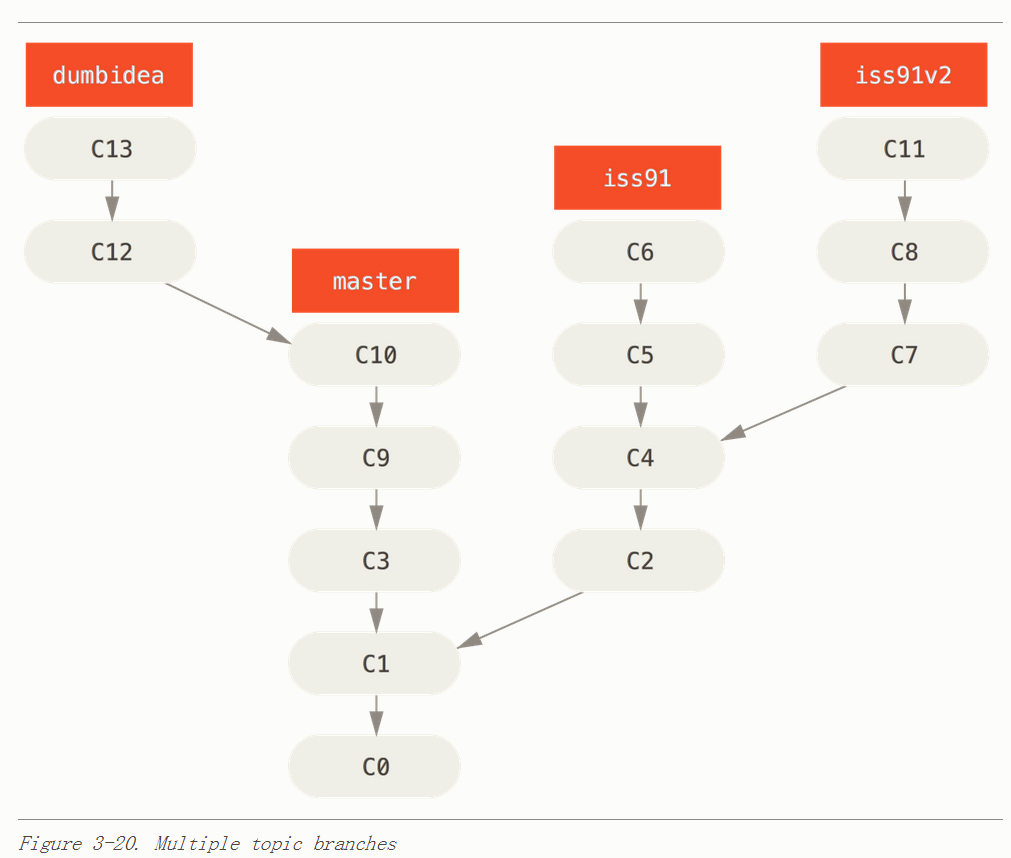 dumbidea
iss91v2
C13
C11
iss91
C12
C6
C8
master
C10
C5
C7
C9
C4
C3
C2
C1
C0
Figure 3-20. Multiple topic branches